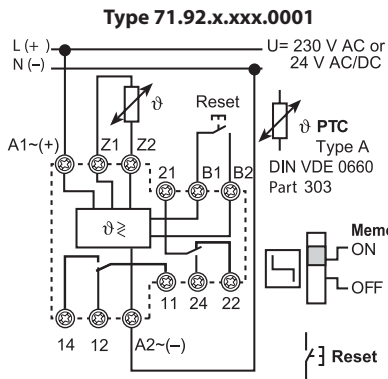 Type 71.92.x.xxx.0001
L (+)
U= 230 V AC or
N (–)
24 V AC/DC
ϑ
Reset
ϑ PTC
Type A
DIN VDE 0660
Part 303
A1~(+)
Z1
Z2
21
B1
B2
ϑ ≷
Memo
ON
OFF
11
24
22
14
12
A2~(–)
Reset